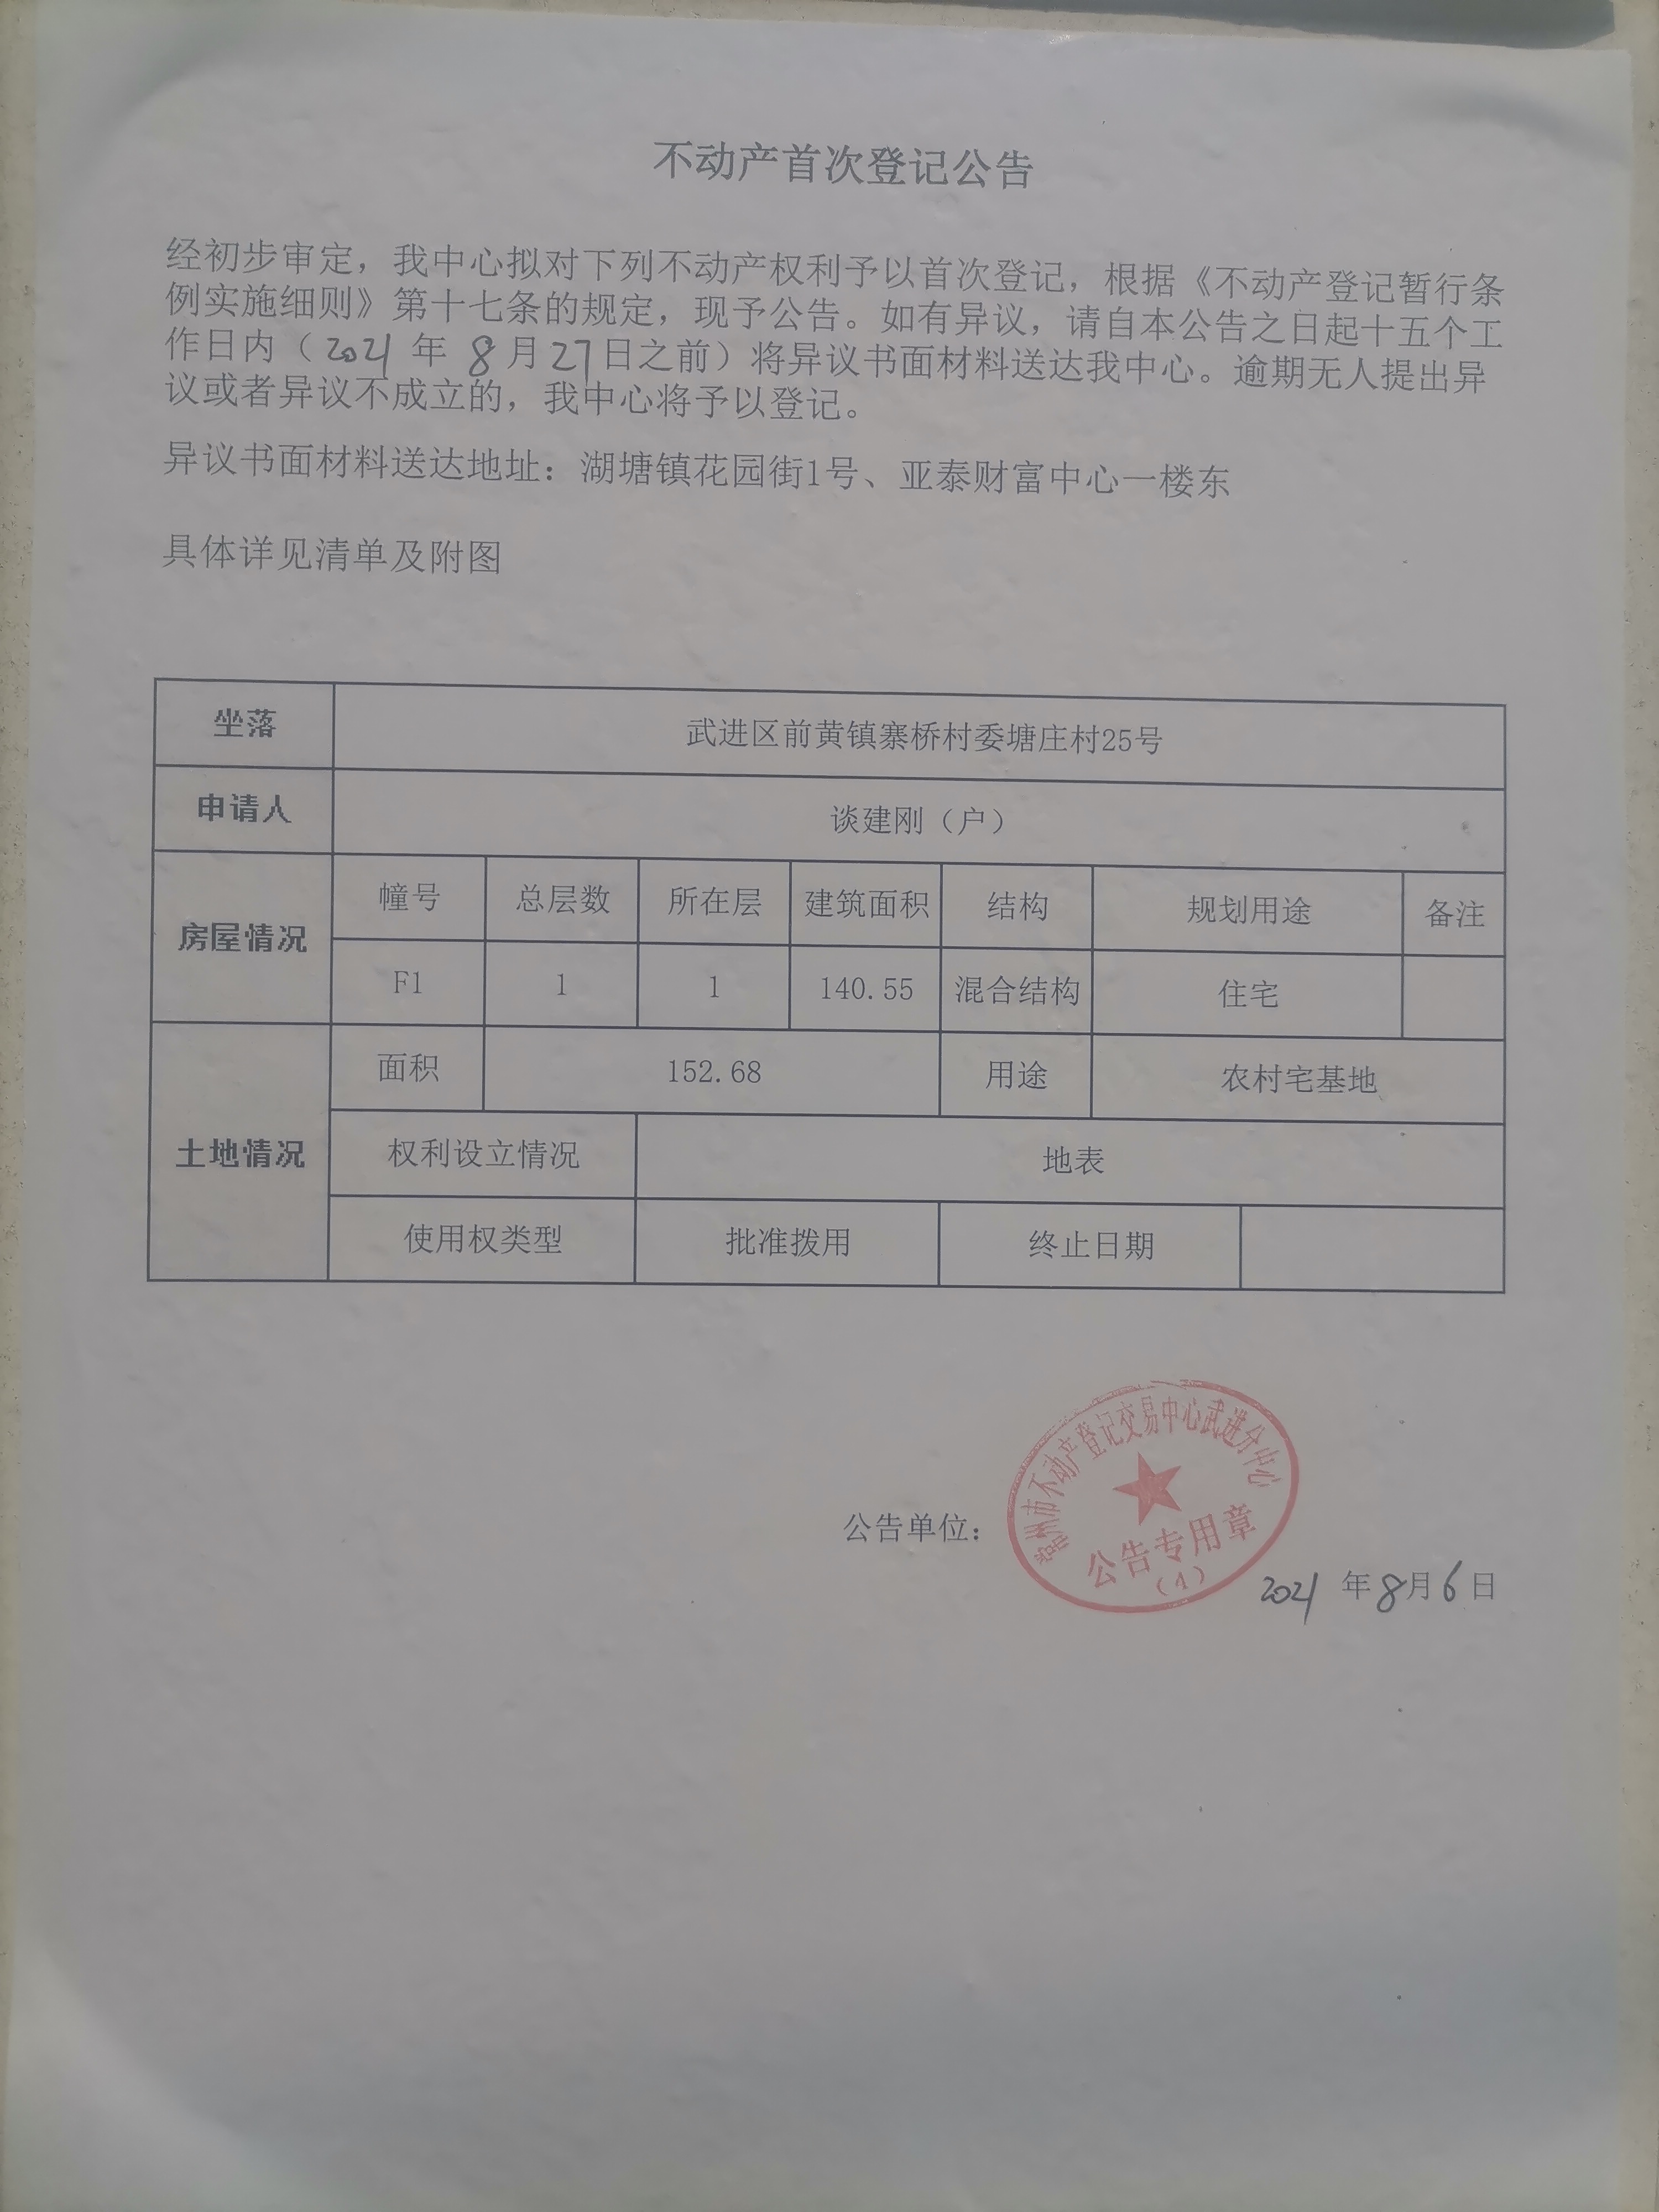 不动产首次登记公告
经初步审定，我中心拟对下列不动产权利予以首次登记，根据《不动产登记暂行条
例实施细则》第十七条的规定，现予公告。如有异议，请自本公告之日起十五个工
作日内（2021年8月27日之前）将异议书面材料送达我中心。逾期无人提出异
议或者异议不成立的，我中心将予以登记。
异议书面材料送达地址：湖塘镇花园街1号、亚泰财富中心一楼东
具体详见清单及附图
坐落 武进区前黄镇寨桥村委塘庄村25号
申请人 谈建刚（户）
房屋情况 幢号 总层数 所在层 建筑面积 结构 规划用途 备注
F1 1 1 140.55 混合结构 住宅
土地情况 面积 152.68 用途 农村宅基地
权利设立情况 地表
使用权类型 批准拨用 终止日期
公告单位：
常州市不动产登记交易中心武进分中心
公告专用章
（1）
2021年8月6日